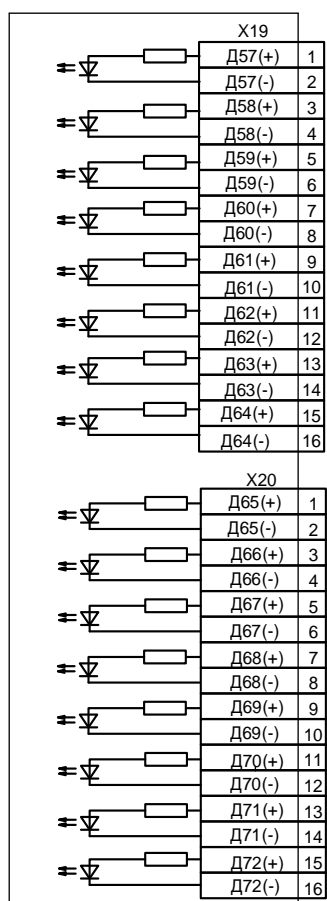 X19
Д57(+) 1
Д57(-) 2
Д58(+) 3
Д58(-) 4
Д59(+) 5
Д59(-) 6
Д60(+) 7
Д60(-) 8
Д61(+) 9
Д61(-) 10
Д62(+) 11
Д62(-) 12
Д63(+) 13
Д63(-) 14
Д64(+) 15
Д64(-) 16
X20
Д65(+) 1
Д65(-) 2
Д66(+) 3
Д66(-) 4
Д67(+) 5
Д67(-) 6
Д68(+) 7
Д68(-) 8
Д69(+) 9
Д69(-) 10
Д70(+) 11
Д70(-) 12
Д71(+) 13
Д71(-) 14
Д72(+) 15
Д72(-) 16